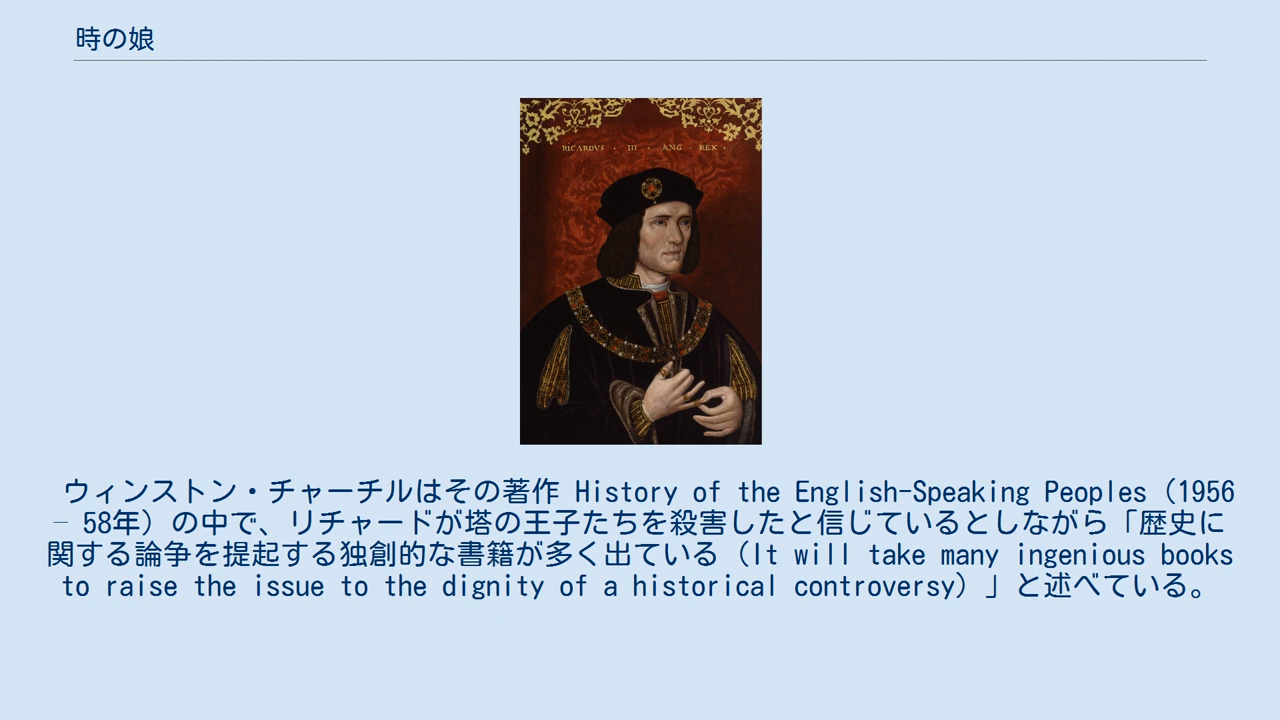 時の娘
RICARDVS · III · ANG · REX ·
ウィンストン・チャーチルはその著作 History of the English-Speaking Peoples（1956
– 58年）の中で、リチャードが塔の王子たちを殺害したと信じているとしながら「歴史に
関する論争を提起する独創的な書籍が多く出ている（It will take many ingenious books
to raise the issue to the dignity of a historical controversy）」と述べている。